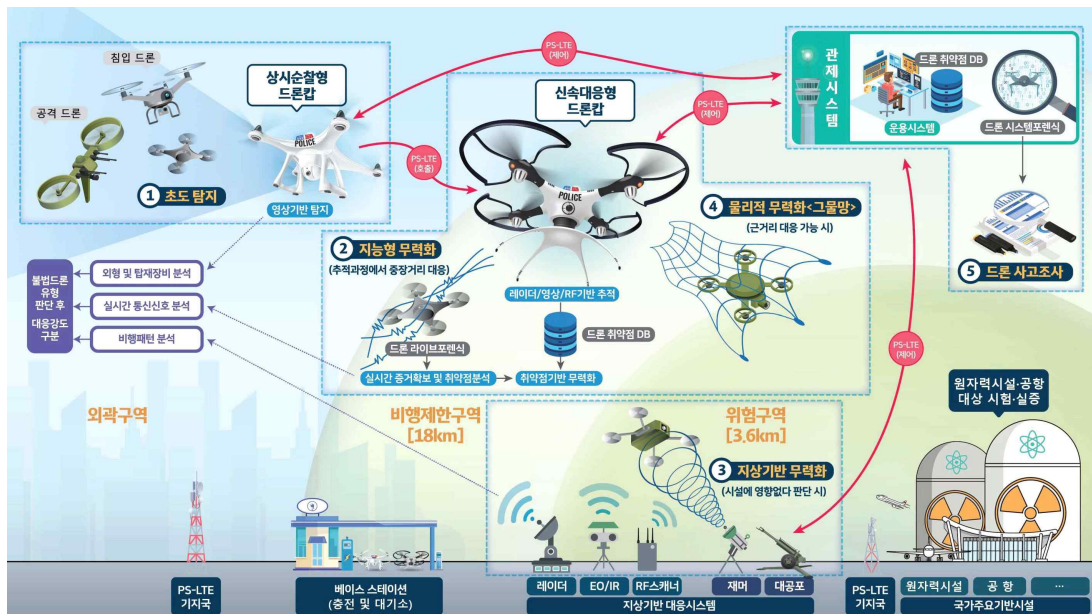 침입 드론
공격 드론
상시순찰형
드론캅
POLICE
① 초도 탐지
영상기반 탐지
PS-LTE
(제어)
PS-LTE
(호출)
PS-LTE
(제어)
신속대응형
드론캅
POLICE
② 지능형 무력화
(추적과정에서 중장거리 대응)
레이더/영상/RF기반 추적
드론 라이브포렌식
드론 취약점 DB
실시간 증거확보 및 취약점분석
취약점기반 무력화
④ 물리적 무력화<그물망>
(근거리 대응 가능 시)
관제시스템
드론 취약점 DB
운용시스템
드론 시스템포렌식
⑤ 드론 사고조사
PS-LTE
(제어)
불법드론
유형
판단 후
대응강도
구분
외형 및 탑재장비 분석
실시간 통신신호 분석
비행패턴 분석
외곽구역
비행제한구역
[18km]
위험구역
[3.6km]
③ 지상기반 무력화
(시설에 영향없다 판단 시)
원자력시설·공항
대상 시험·실증
PS-LTE
기지국
베이스 스테이션
(충전 및 대기소)
레이더
EO/IR
RF스캐너
재머
대공포
지상기반 대응시스템
PS-LTE
기지국
원자력시설
공 항
...
국가주요기반시설